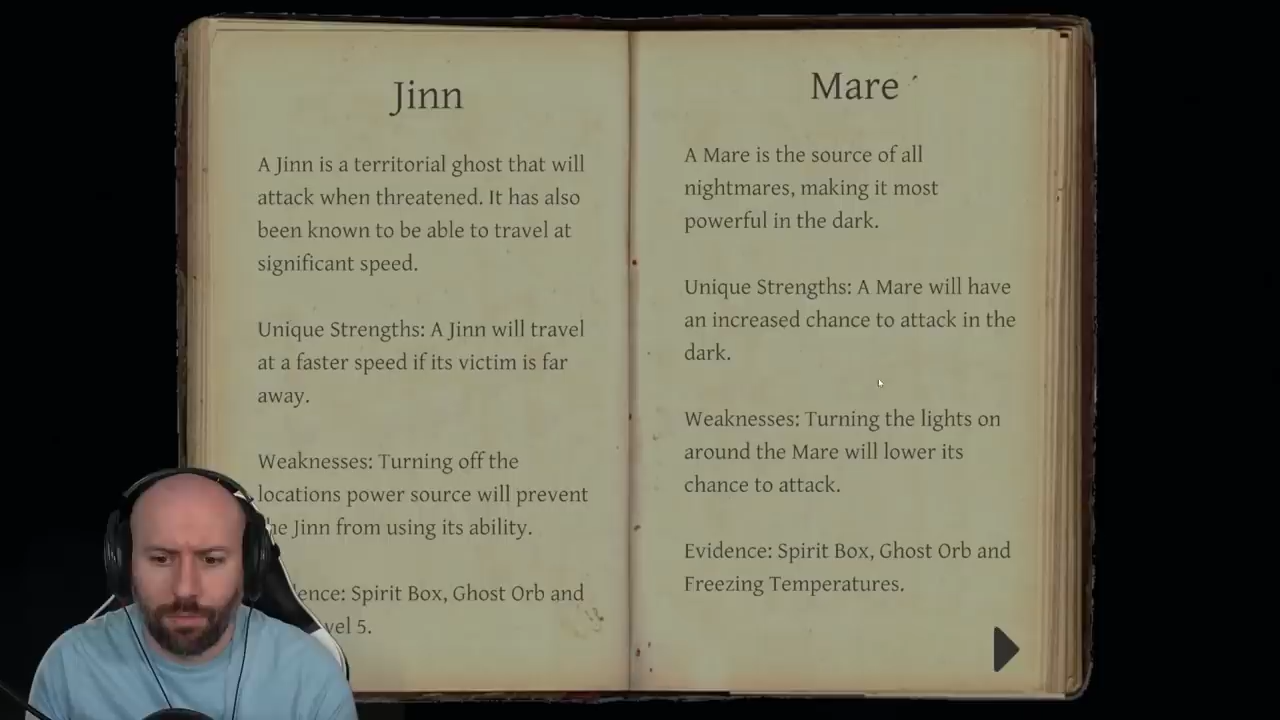 Jinn
A Jinn is a territorial ghost that will
attack when threatened. It has also
been known to be able to travel at
significant speed.
Unique Strengths: A Jinn will travel
at a faster speed if its victim is far
away.
Weaknesses: Turning off the
locations power source will prevent
the Jinn from using its ability.
Evidence: Spirit Box, Ghost Orb and
vel 5.
Mare
A Mare is the source of all
nightmares, making it most
powerful in the dark.
Unique Strengths: A Mare will have
an increased chance to attack in the
dark.
Weaknesses: Turning the lights on
around the Mare will lower its
chance to attack.
Evidence: Spirit Box, Ghost Orb and
Freezing Temperatures.